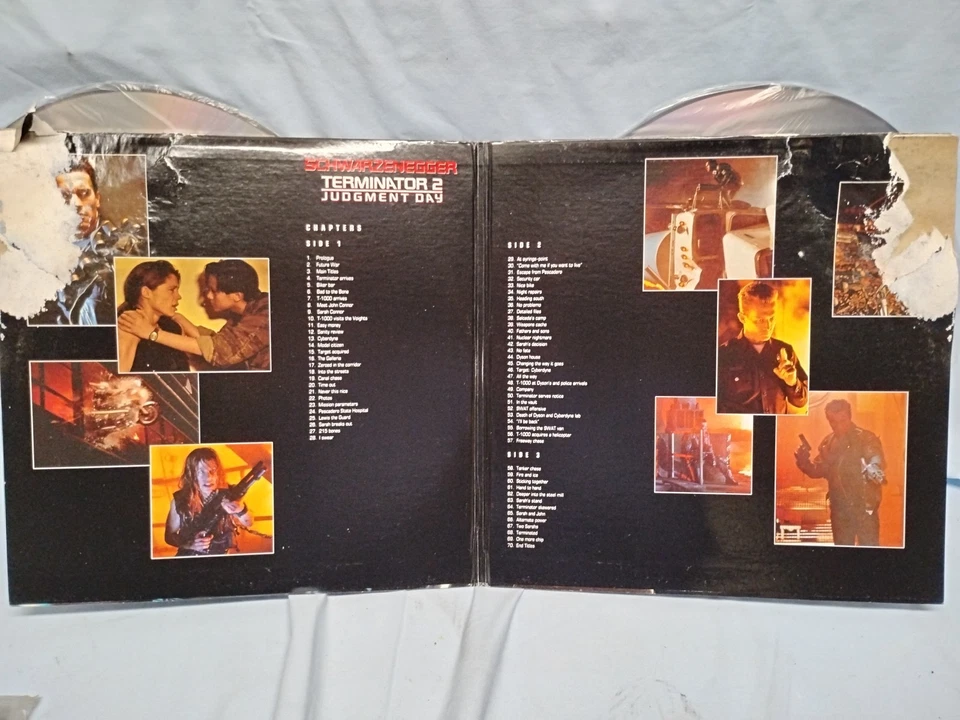 SCHWARZENEGGER
TERMINATOR 2
JUDGMENT DAY
CHAPTERS
SIDE 1
1. Prologue
2. Future War
3. Main Titles
4. Terminator arrives
5. Biker bar
6. Bad to the Bone
7. T-1000 arrives
8. Meet John Connor
9. Sarah Connor
10. T-1000 visits the Voights
11. Easy money
12. Sanity review
13. Cyberdyne
14. Model citizen
15. Target acquired
16. The Galleria
17. Zeroed in the corridor
18. Into the streets
19. Canal chase
20. Time out
21. Never this nice
22. Photos
23. Mission parameters
24. Pescadero State Hospital
25. Lewis the Guard
26. Sarah breaks out
27. 215 bones
28. I swear
SIDE 2
29. At syringe-point
30. "Come with me if you want to live"
31. Escape from Pescadero
32. Security car
33. Nice bike
34. Night repairs
35. Heading south
36. No problemo
37. Detailed files
38. Salceda's camp
39. Weapons cache
40. Fathers and sons
41. Nuclear nightmare
42. Sarah's decision
43. No fate
44. Dyson house
45. Changing the way it goes
46. Target: Cyberdyne
47. All the way
48. T-1000 at Dyson's and police arrivals
49. Company
50. Terminator serves notice
51. In the vault
52. SWAT offensive
53. Death of Dyson and Cyberdyne lab
54. "I'll be back"
55. Borrowing the SWAT van
56. T-1000 acquires a helicopter
57. Freeway chase
SIDE 3
58. Tanker chase
59. Fire and ice
60. Sticking together
61. Hand to hand
62. Deeper into the steel mill
63. Sarah's stand
64. Terminator skewered
65. Sarah and John
66. Alternate power
67. Two Sarahs
68. Terminated
69. One more chip
70. End Titles